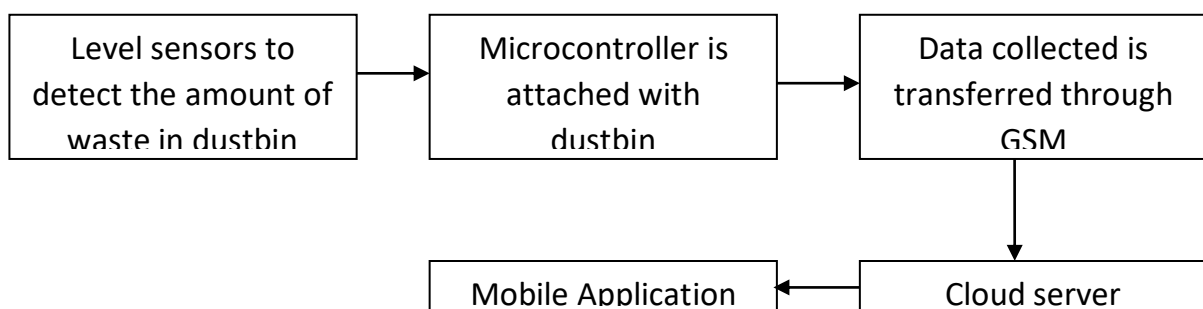 Level sensors to
detect the amount of
waste in dustbin
Microcontroller is
attached with
dustbin
Data collected is
transferred through
GSM
Cloud server
Mobile Application